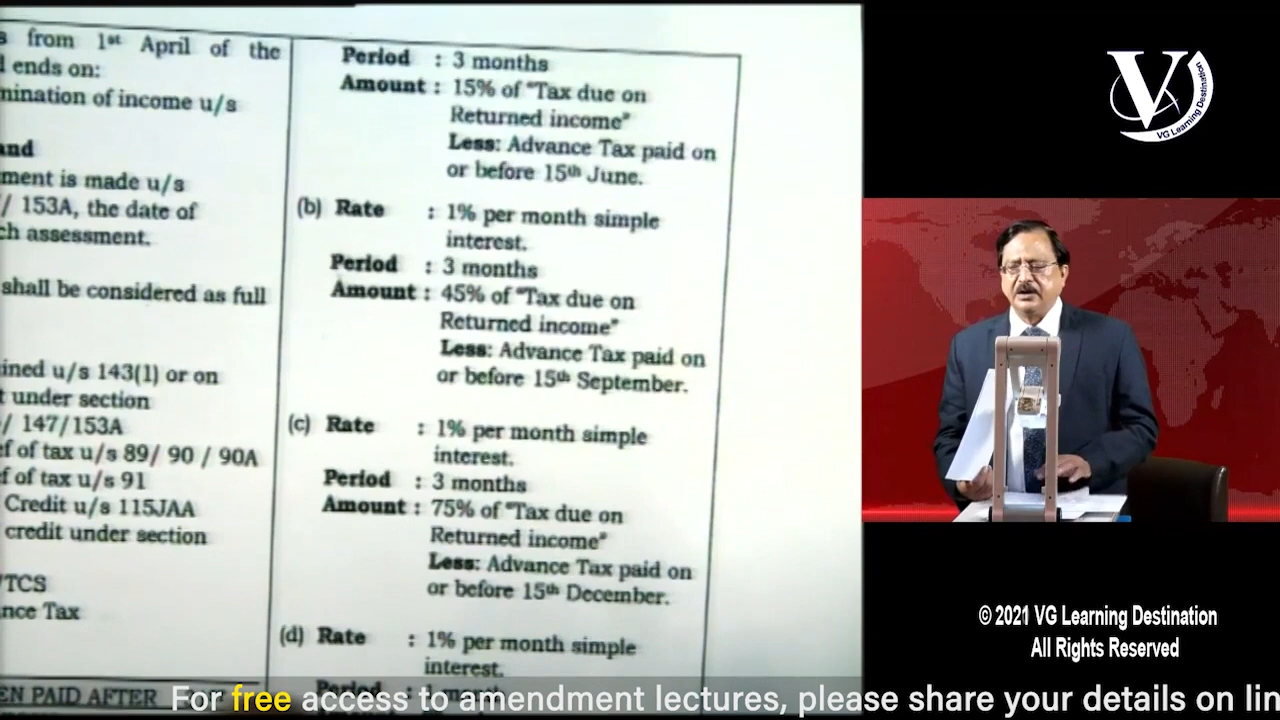 s from 1st April of the
d ends on:
mination of income u/s
and
ment is made u/s
/ 153A, the date of
ch assessment.
shall be considered as full
ined u/s 143(1) or on
t under section
/ 147/153A
ef of tax u/s 89/ 90 / 90A
f of tax u/s 91
Credit u/s 115JAA
credit under section
/TCS
nce Tax
EN PAID AFTER
Period : 3 months
Amount : 15% of "Tax due on
Returned income"
Less: Advance Tax paid on
or before 15th June.
(b) Rate : 1% per month simple
interest.
Period : 3 months
Amount : 45% of "Tax due on
Returned income"
Less: Advance Tax paid on
or before 15th September.
(c) Rate : 1% per month simple
interest.
Period : 3 months
Amount : 75% of "Tax due on
Returned income"
Less: Advance Tax paid on
or before 15th December.
(d) Rate : 1% per month simple
interest.
V
VG Learning Destination
© 2021 VG Learning Destination
All Rights Reserved
For free access to amendment lectures, please share your details on lin